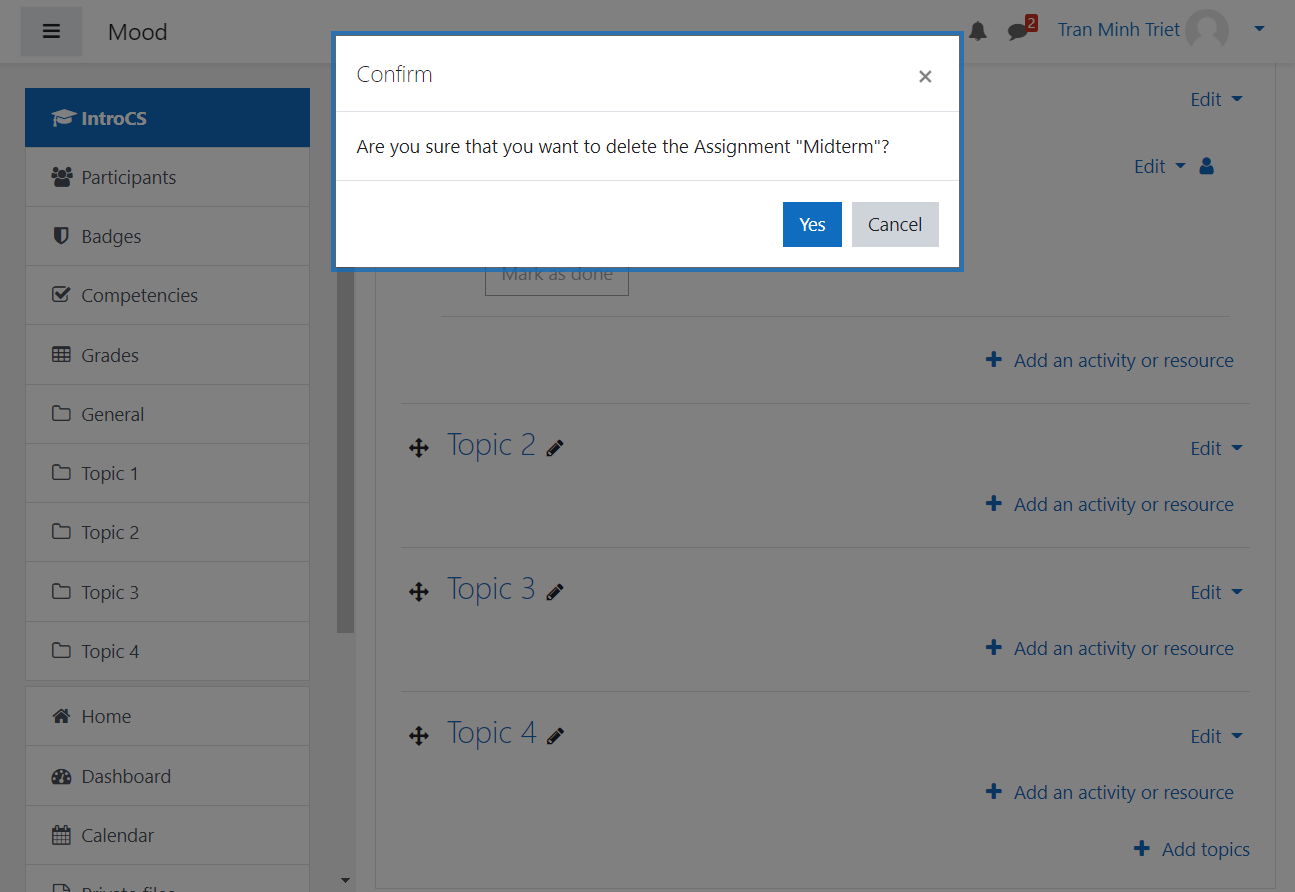 Mood
2
Tran Minh Triet
Confirm
×
Are you sure that you want to delete the Assignment "Midterm"?
Yes
Cancel
IntroCS
Participants
Badges
Competencies
Grades
General
Topic 1
Topic 2
Topic 3
Topic 4
Home
Dashboard
Calendar
Private files
Edit
Edit
Mark as done
Add an activity or resource
Topic 2
Edit
Add an activity or resource
Topic 3
Edit
Add an activity or resource
Topic 4
Edit
Add an activity or resource
Add topics